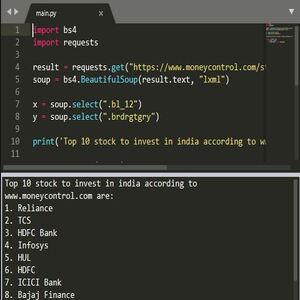 main.py
1 import bs4
2 import requests
3
4 result = requests.get("https://www.moneycontrol.com/s
5 soup = bs4.BeautifulSoup(result.text, "lxml")
6
7 x = soup.select(".bl_12")
8 y = soup.select(".brdrgtgry")
9
10 print('Top 10 stock to invest in india according to w
11
Top 10 stock to invest in india according to
www.moneycontrol.com are:
1. Reliance
2. TCS
3. HDFC Bank
4. Infosys
5. HUL
6. HDFC
7. ICICI Bank
8. Bajaj Finance